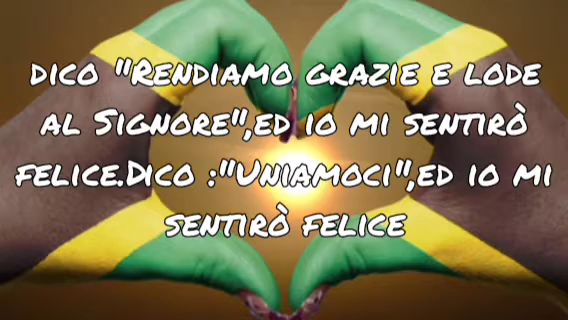 dico "Rendiamo grazie e lode
al Signore",ed io mi sentirò
felice.Dico :"Uniamoci",ed io mi
sentirò felice